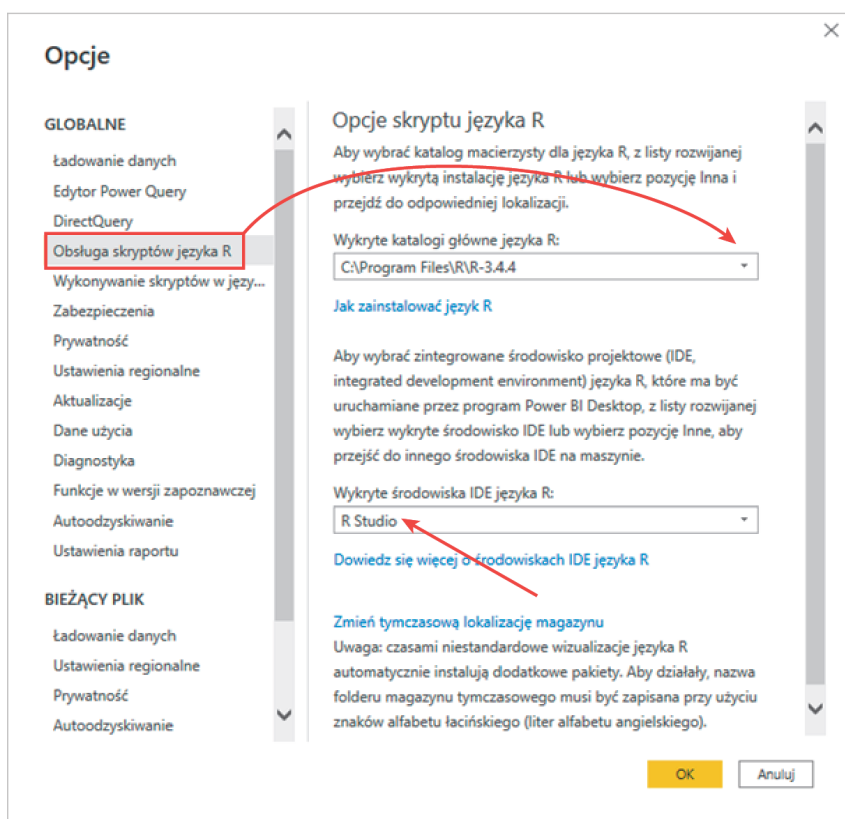 Opcje
GLOBALNE
Ładowanie danych
Edytor Power Query
DirectQuery
Obsługa skryptów języka R
Wykonywanie skryptów w języ...
Zabezpieczenia
Prywatność
Ustawienia regionalne
Aktualizacje
Dane użycia
Diagnostyka
Funkcje w wersji zapoznawczej
Autoodzyskiwanie
Ustawienia raportu
BIEŻĄCY PLIK
Ładowanie danych
Ustawienia regionalne
Prywatność
Autoodzyskiwanie
Opcje skryptu języka R
Aby wybrać katalog macierzysty dla języka R, z listy rozwijanej
wybierz wykrytą instalację języka R lub wybierz pozycję Inna i
przejdź do odpowiedniej lokalizacji.
Wykryte katalogi główne języka R:
C:\Program Files\R\R-3.4.4
Jak zainstalować język R
Aby wybrać zintegrowane środowisko projektowe (IDE,
integrated development environment) języka R, które ma być
uruchamiane przez program Power BI Desktop, z listy rozwijanej
wybierz wykryte środowisko IDE lub wybierz pozycję Inne, aby
przejść do innego środowiska IDE na maszynie.
Wykryte środowiska IDE języka R:
R Studio
Dowiedz się więcej o środowiskach IDE języka R
Zmień tymczasową lokalizację magazynu
Uwaga: czasami niestandardowe wizualizacje języka R
automatycznie instalują dodatkowe pakiety. Aby działały, nazwa
folderu magazynu tymczasowego musi być zapisana przy użyciu
znaków alfabetu łacińskiego (liter alfabetu angielskiego).
OK
Anuluj